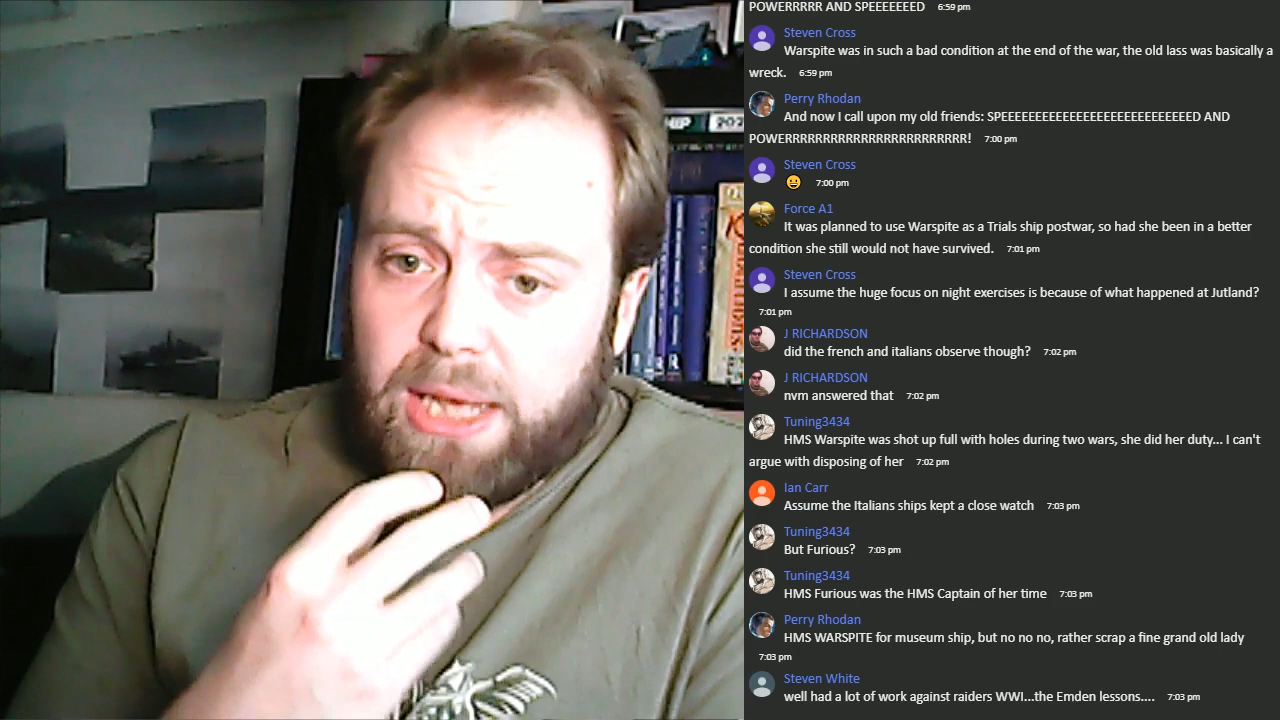 POWERRRRR AND SPEEEEEED 6:59 pm
Steven Cross
Warspite was in such a bad condition at the end of the war, the old lass was basically a
wreck. 6:59 pm
Perry Rhodan
And now I call upon my old friends: SPEEEEEEEEEEEEEEEEEEEEEEEEEEED AND
POWERRRRRRRRRRRRRRRRRRRRRRR! 7:00 pm
Steven Cross
😀 7:00 pm
Force A1
It was planned to use Warspite as a Trials ship postwar, so had she been in a better
condition she still would not have survived. 7:01 pm
Steven Cross
I assume the huge focus on night exercises is because of what happened at Jutland?
7:01 pm
J RICHARDSON
did the french and italians observe though? 7:02 pm
J RICHARDSON
nvm answered that 7:02 pm
Tuning3434
HMS Warspite was shot up full with holes during two wars, she did her duty... I can't
argue with disposing of her 7:02 pm
Ian Carr
Assume the Italians ships kept a close watch 7:03 pm
Tuning3434
But Furious? 7:03 pm
Tuning3434
HMS Furious was the HMS Captain of her time 7:03 pm
Perry Rhodan
HMS WARSPITE for museum ship, but no no no, rather scrap a fine grand old lady
7:03 pm
Steven White
well had a lot of work against raiders WWI...the Emden lessons.... 7:03 pm